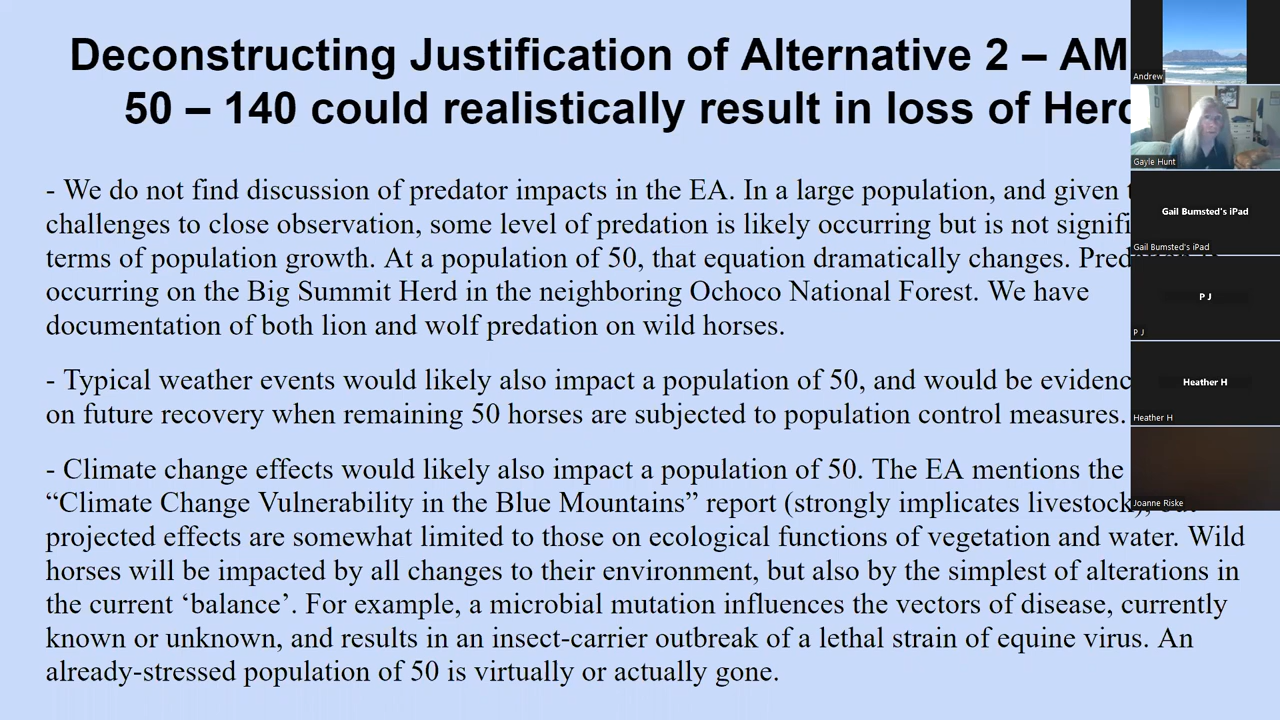 Deconstructing Justification of Alternative 2 – AM
50 – 140 could realistically result in loss of Herd
- We do not find discussion of predator impacts in the EA. In a large population, and given
challenges to close observation, some level of predation is likely occurring but is not signifi
terms of population growth. At a population of 50, that equation dramatically changes.
occurring on the Big Summit Herd in the neighboring Ochoco National Forest. We have
documentation of both lion and wolf predation on wild horses.
- Typical weather events would likely also impact a population of 50, and would be evidenc
on future recovery when remaining 50 horses are subjected to population control measures.
- Climate change effects would likely also impact a population of 50. The EA mentions the
“Climate Change Vulnerability in the Blue Mountains” report (strongly implicates livestock),
projected effects are somewhat limited to those on ecological functions of vegetation and water. Wild
horses will be impacted by all changes to their environment, but also by the simplest of alterations in
the current ‘balance’. For example, a microbial mutation influences the vectors of disease, currently
known or unknown, and results in an insect-carrier outbreak of a lethal strain of equine virus. An
already-stressed population of 50 is virtually or actually gone.
Andrew
Gayle Hunt
Gail Bumsted's iPad
Gail Bumsted's iPad
P J
P J
Heather H
Heather H
Joanne Riske